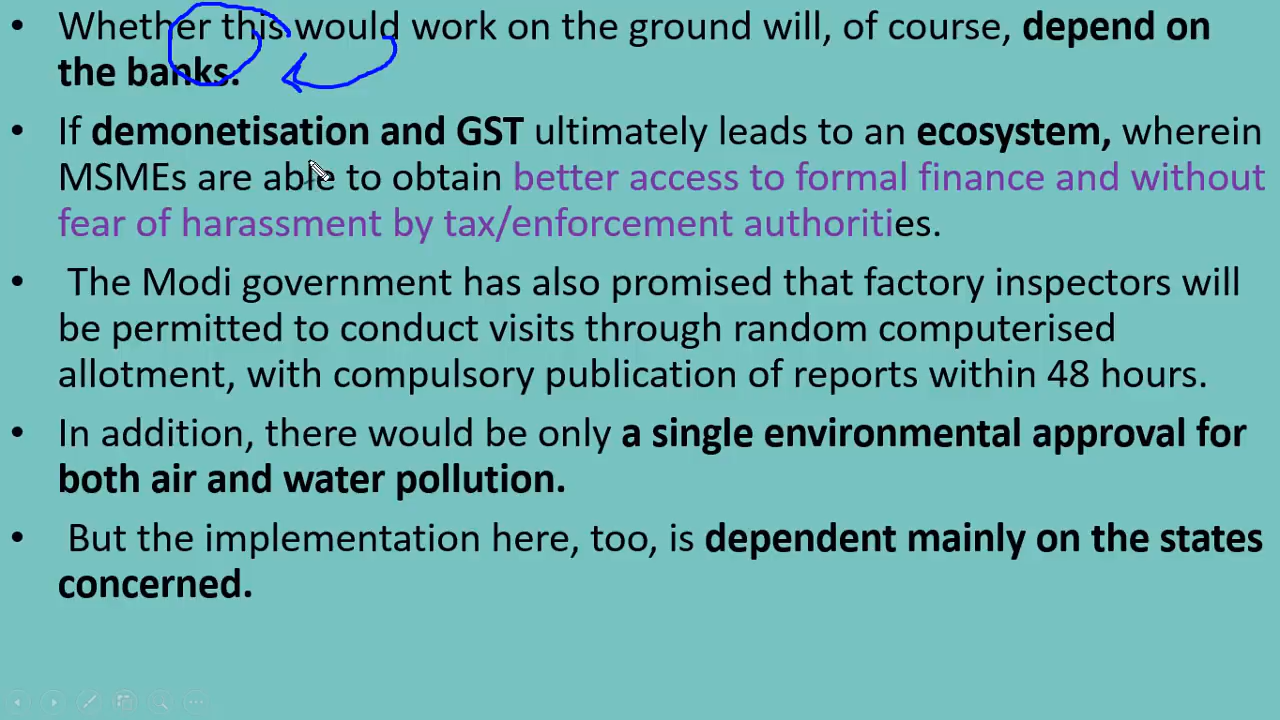 • Whether this would work on the ground will, of course, depend on
the banks.
• If demonetisation and GST ultimately leads to an ecosystem, wherein
MSMEs are able to obtain better access to formal finance and without
fear of harassment by tax/enforcement authorities.
• The Modi government has also promised that factory inspectors will
be permitted to conduct visits through random computerised
allotment, with compulsory publication of reports within 48 hours.
• In addition, there would be only a single environmental approval for
both air and water pollution.
• But the implementation here, too, is dependent mainly on the states
concerned.